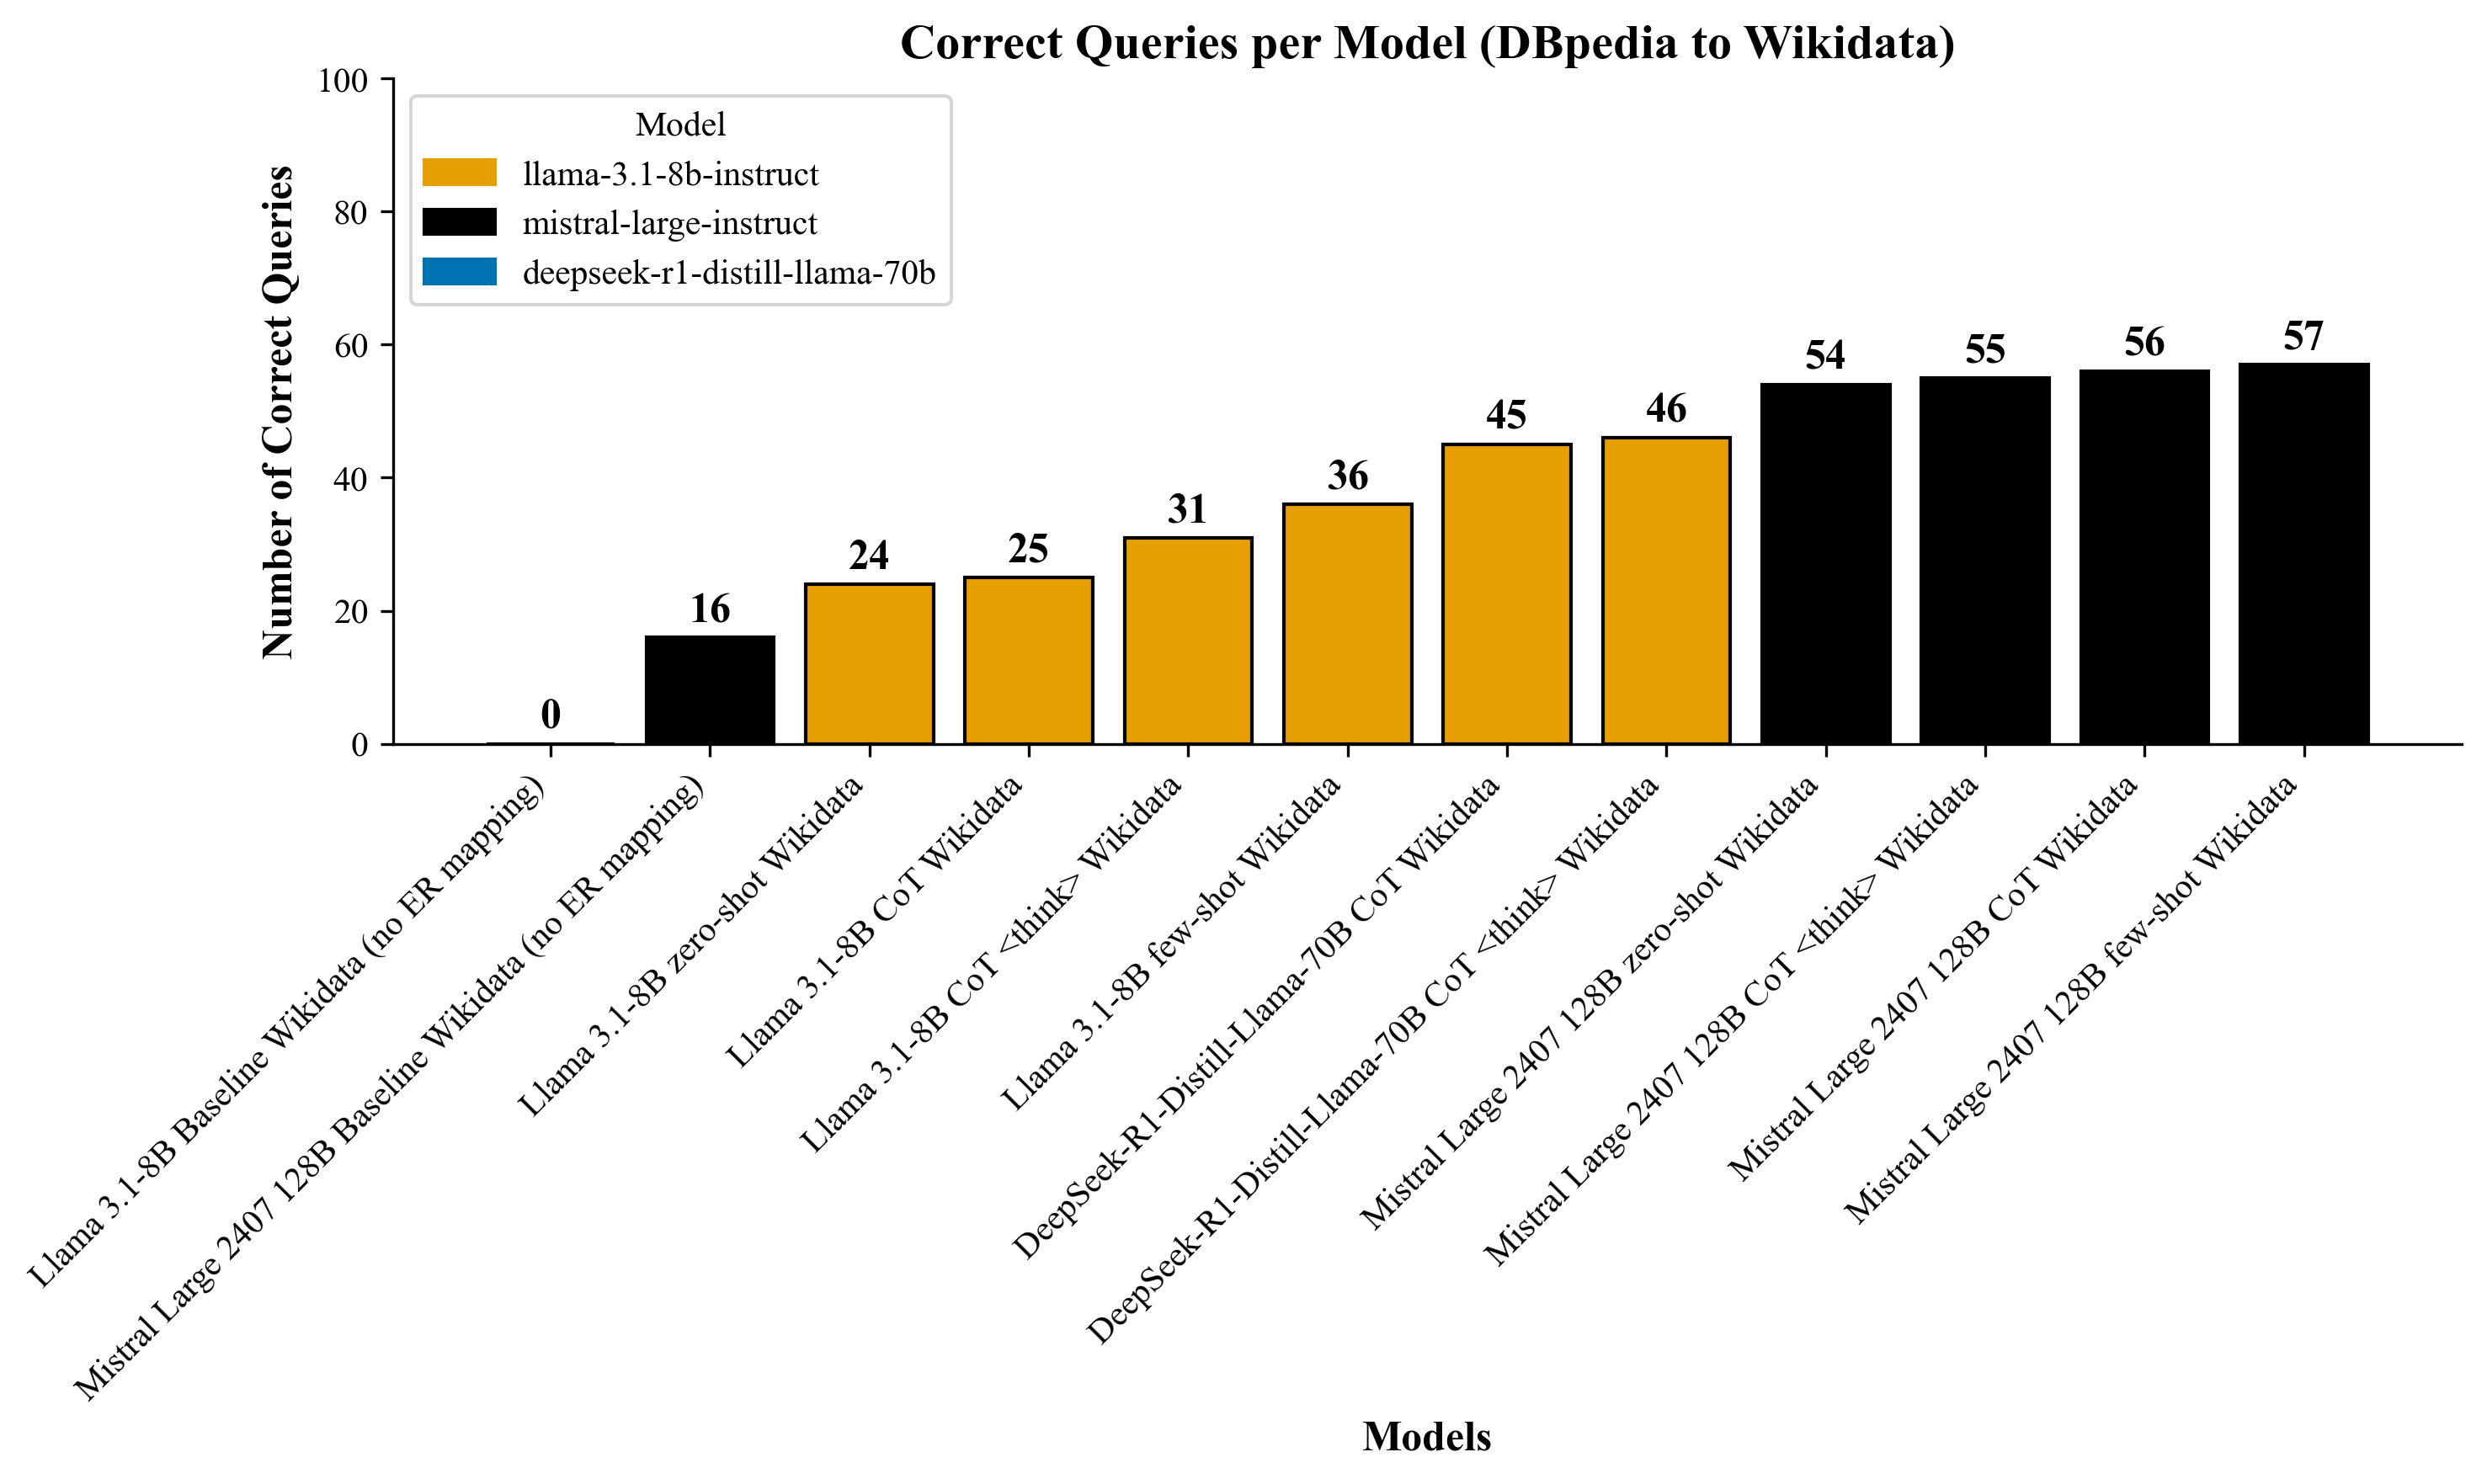 Correct Queries per Model (DBpedia to Wikidata)
Number of Correct Queries
100
80
60
40
20
0
Model
llama-3.1-8b-instruct
mistral-large-instruct
deepseek-r1-distill-llama-70b
0
16
24
25
31
36
45
46
54
55
56
57
Llama 3.1-8B Baseline Wikidata (no ER mapping)
Mistral Large 2407 128B Baseline Wikidata (no ER mapping)
Llama 3.1-8B zero-shot Wikidata
Llama 3.1-8B CoT Wikidata
Llama 3.1-8B CoT <think> Wikidata
Llama 3.1-8B few-shot Wikidata
DeepSeek-R1-Distill-Llama-70B CoT Wikidata
DeepSeek-R1-Distill-Llama-70B CoT <think> Wikidata
Mistral Large 2407 128B zero-shot Wikidata
Mistral Large 2407 128B CoT <think> Wikidata
Mistral Large 2407 128B CoT Wikidata
Mistral Large 2407 128B few-shot Wikidata
Models